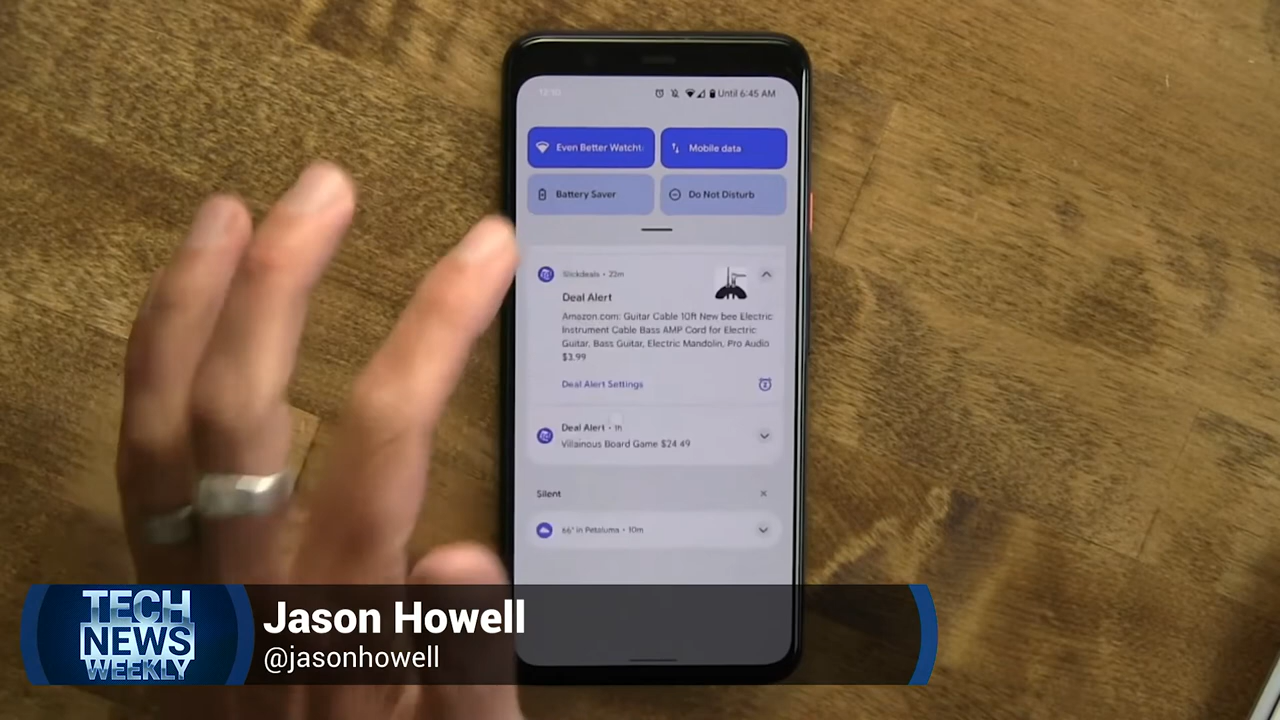 Until 6:45 AM
Even Better Watcht
Mobile data
Battery Saver
Do Not Disturb
Slickdeals • 22m
Deal Alert
Amazon.com: Guitar Cable 10ft New bee Electric
Instrument Cable Bass AMP Cord for Electric
Guitar, Bass Guitar, Electric Mandolin, Pro Audio
$3.99
Deal Alert Settings
Deal Alert • 1h
Villainous Board Game $24.49
Silent
66° in Petaluma • 10m
TECH
NEWS
WEEKLY
Jason Howell
@jasonhowell